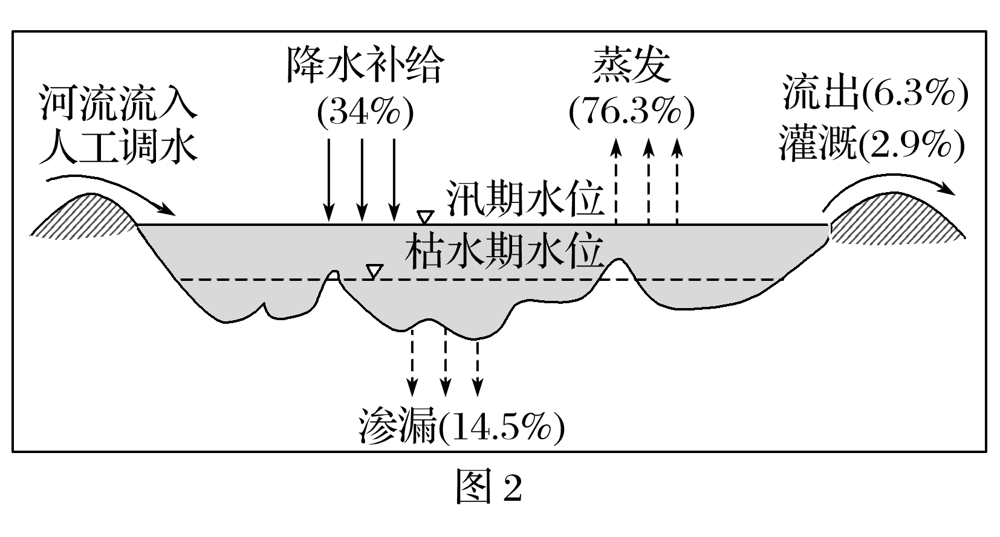 降水补给
(34%)
蒸发
(76.3%)
河流流入
人工调水
流出(6.3%)
灌溉(2.9%)
汛期水位
枯水期水位
渗漏(14.5%)
图2